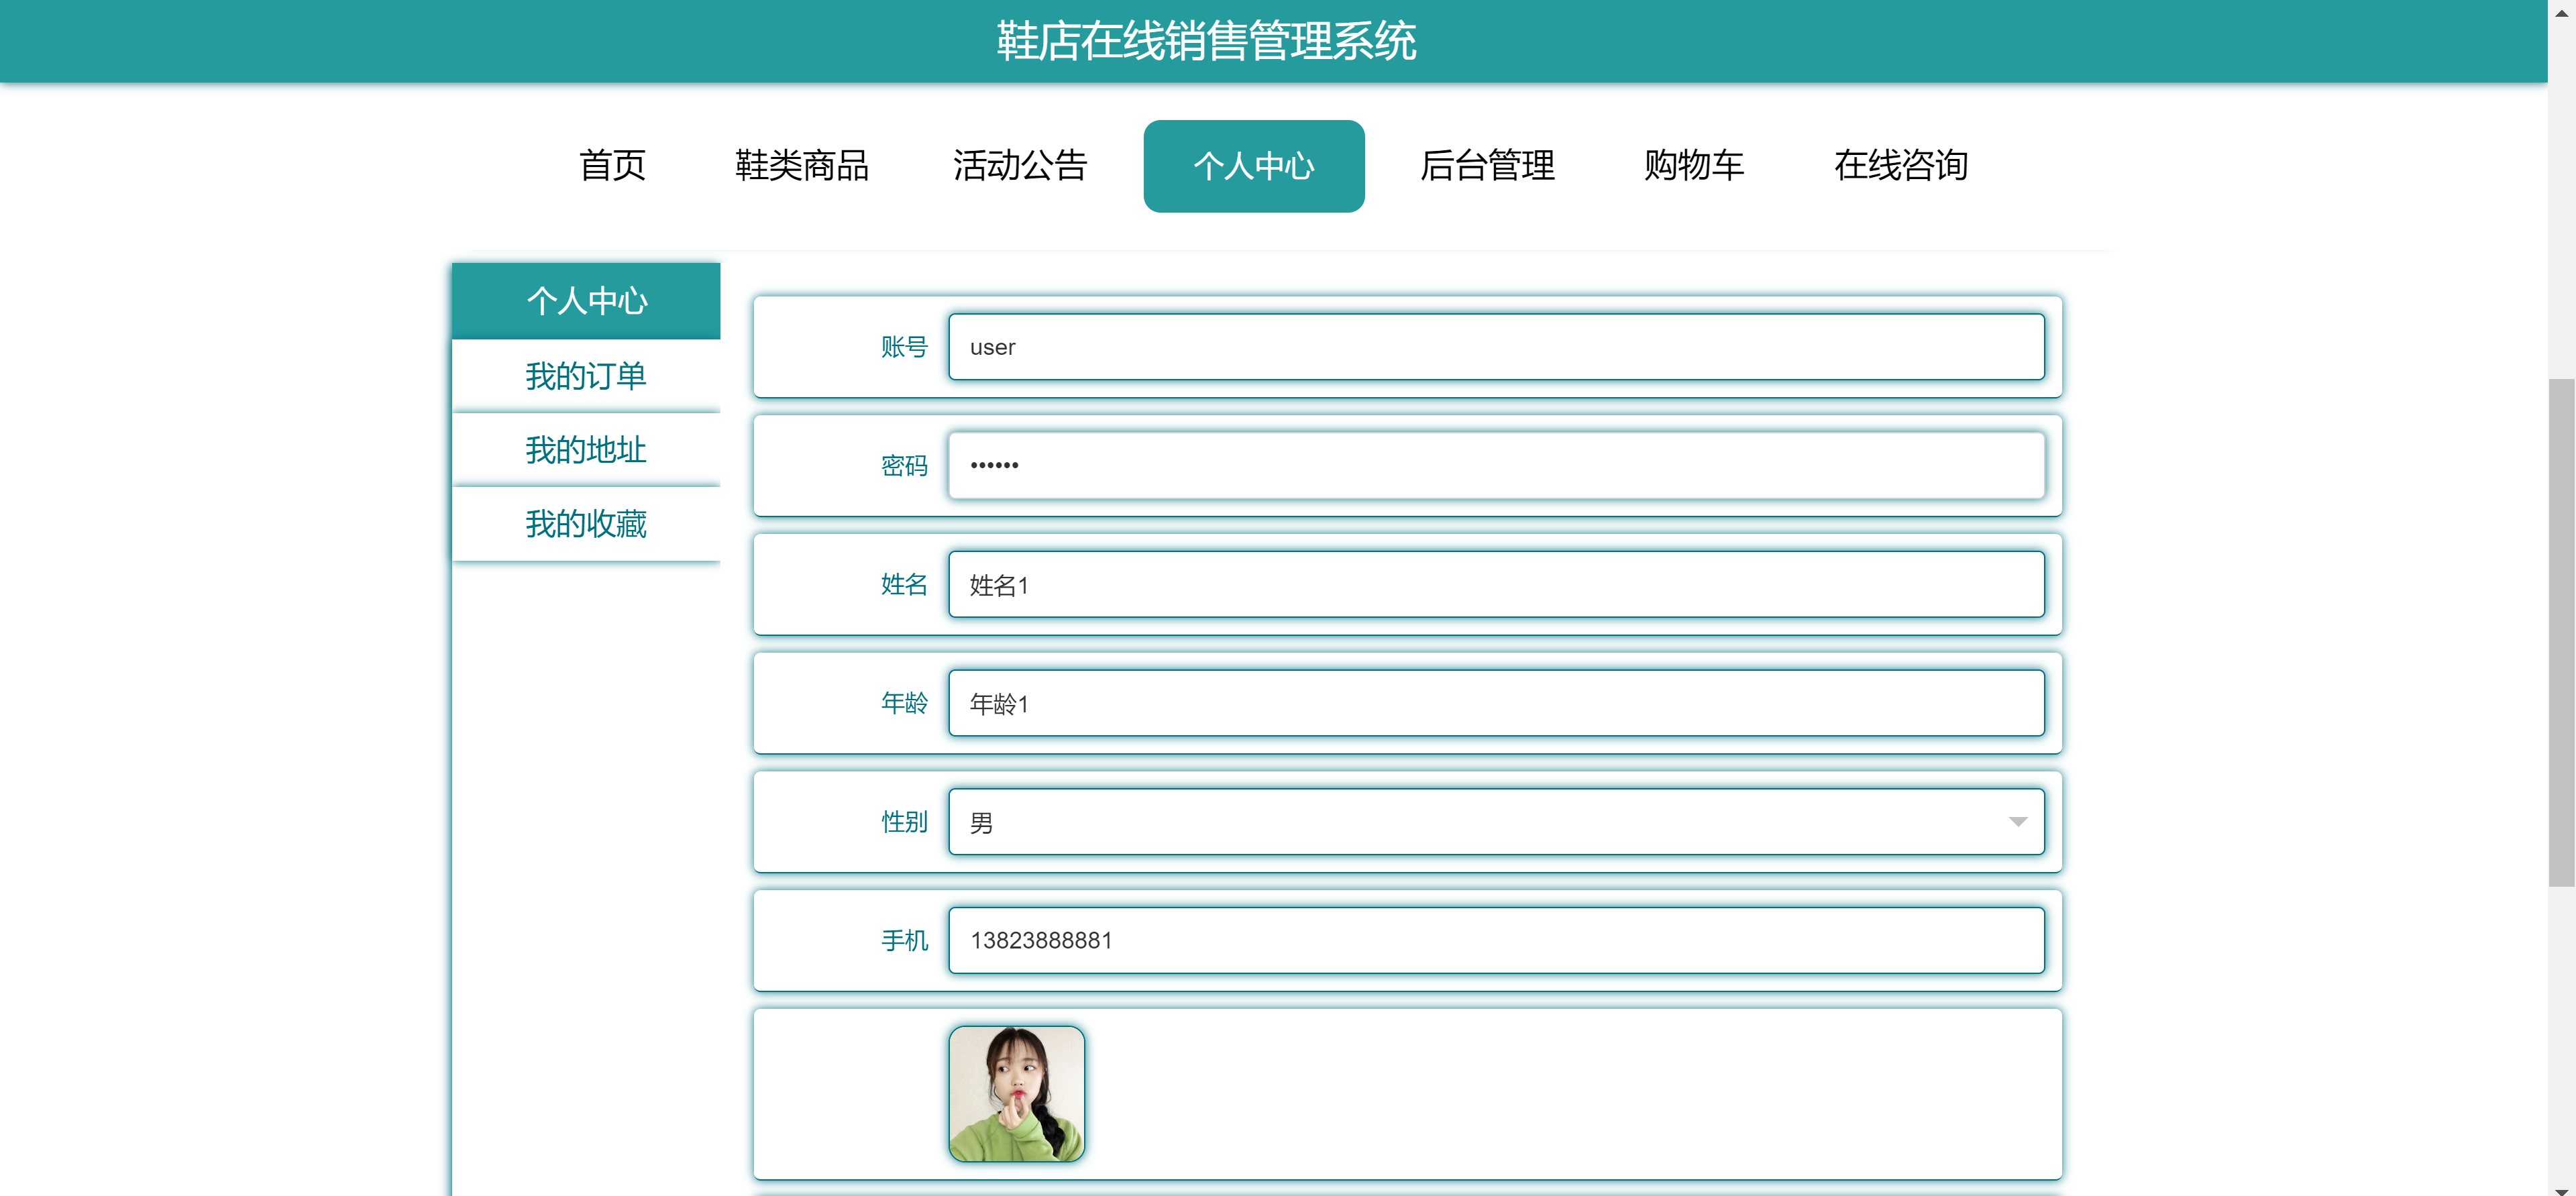 鞋店在线销售管理系统
首页 鞋类商品 活动公告 个人中心 后台管理 购物车 在线咨询
个人中心
我的订单
我的地址
我的收藏
账号 user
密码 ••••••
姓名 姓名1
年龄 年龄1
性别 男
手机 13823888881